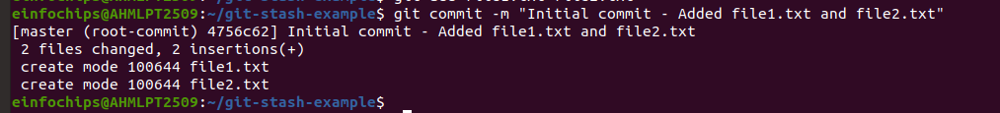 einfochips@AHMLPT2509:~/git-stash-example$ git commit -m "Initial commit - Added file1.txt and file2.txt"
[master (root-commit) 4756c62] Initial commit - Added file1.txt and file2.txt
 2 files changed, 2 insertions(+)
 create mode 100644 file1.txt
 create mode 100644 file2.txt
einfochips@AHMLPT2509:~/git-stash-example$